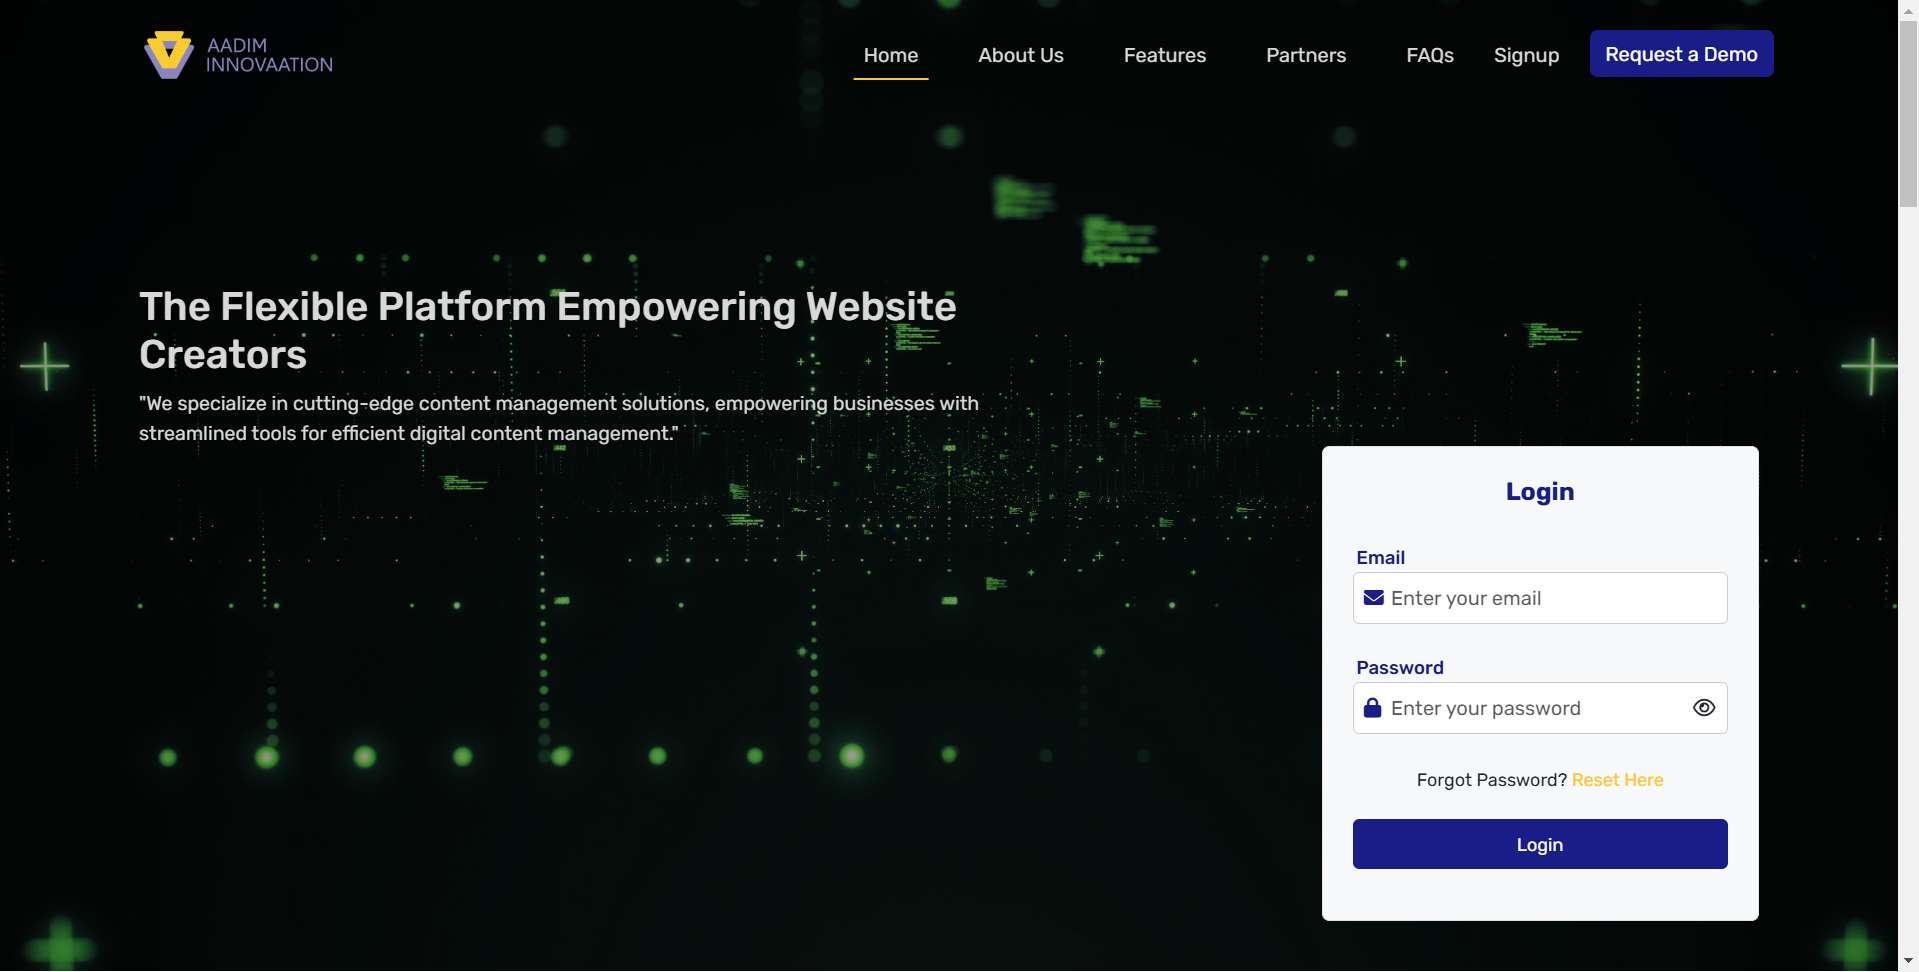 AADIM
INNOVAATION
Home
About Us
Features
Partners
FAQs
Signup
Request a Demo
The Flexible Platform Empowering Website
Creators
"We specialize in cutting-edge content management solutions, empowering businesses with
streamlined tools for efficient digital content management."
Login
Email
Enter your email
Password
Enter your password
Forgot Password? Reset Here
Login